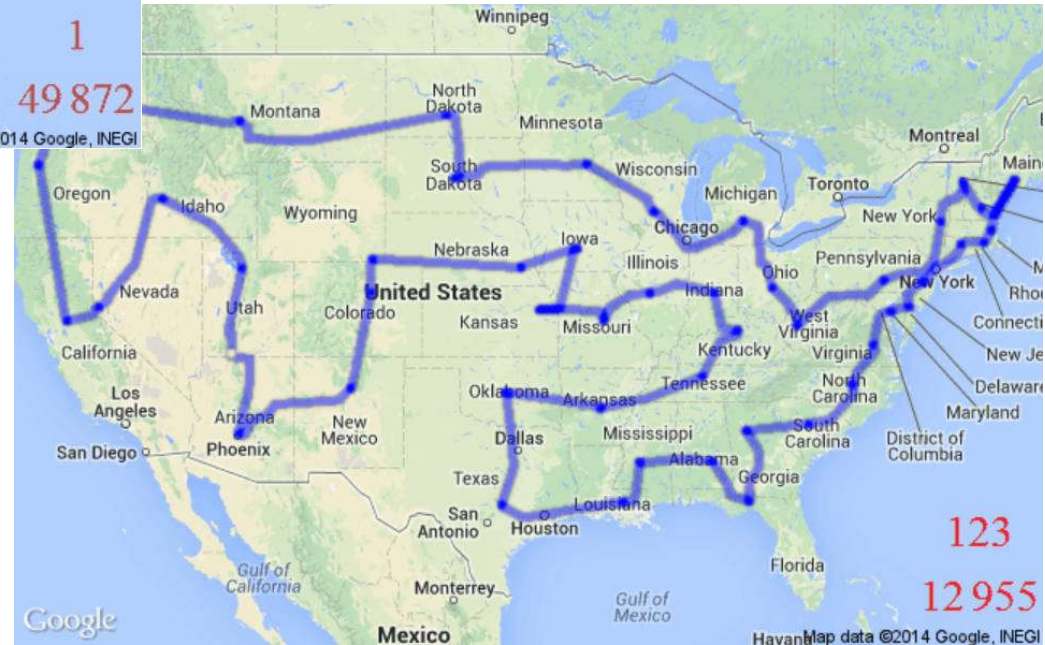 1
49 872
014 Google, INEGI
Winnipeg
Montana
North
Dakota
Minnesota
Montreal
Maine
Oregon
South
Dakota
Wisconsin
Michigan
Toronto
Idaho
Wyoming
New York
Chicago
Iowa
Nebraska
Illinois
Pennsylvania
New York
Nevada
Utah
Ohio
Indiana
United States
Colorado
Kansas
Missouri
West
Virginia
Connecti
California
Kentucky
Virginia
New Je
Los
Angeles
Oklahoma
Arkansas
Tennessee
North
Carolina
Delaware
Maryland
Arizona
New
Mexico
Phoenix
San Diego
Dallas
Mississippi
South
Carolina
District of
Columbia
Texas
Alabama
Georgia
San
Antonio
Houston
Louisiana
123
Florida
Gulf of
California
Monterrey
Gulf of
Mexico
12 955
Google
Mexico
Havana
Map data ©2014 Google, INEGI